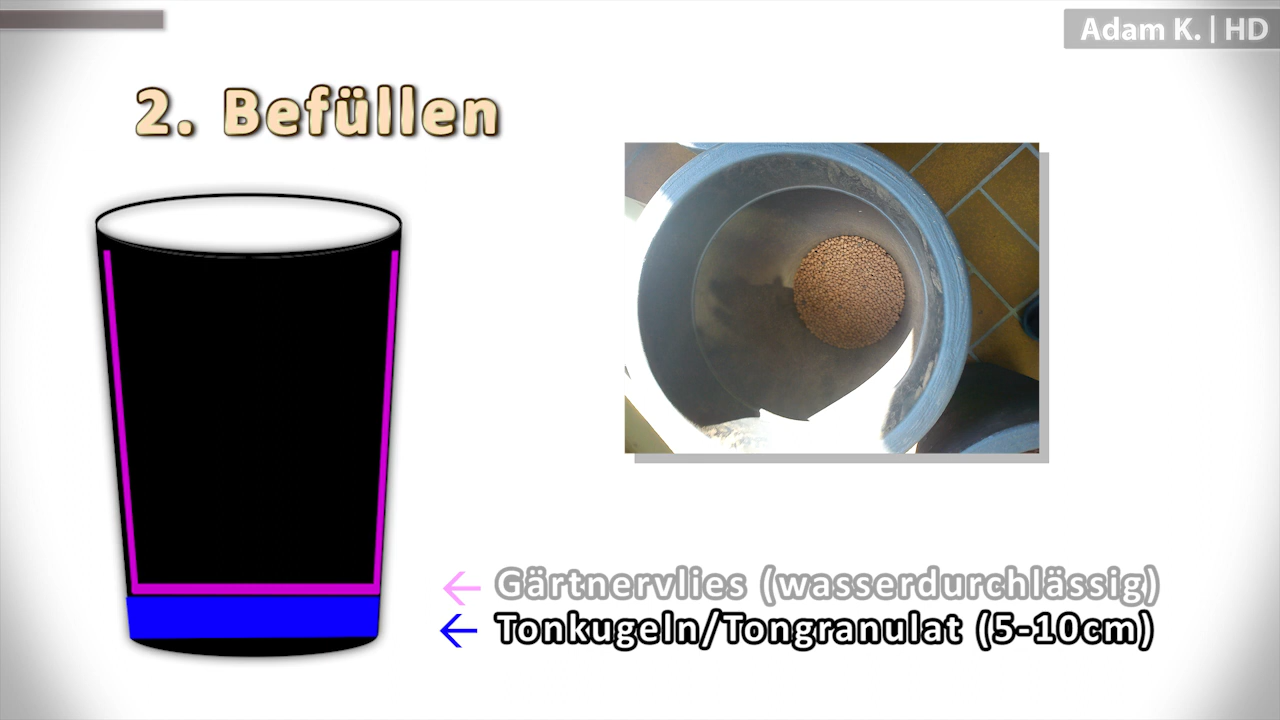 Adam K. | HD
2. Befüllen
Gärtnervlies (wasserdurchlässig)
Tonkugeln/Tongranulat (5-10cm)